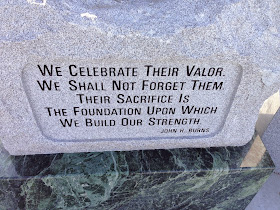 We Celebrate Their Valor.
We Shall Not Forget Them.
Their Sacrifice Is
The Foundation Upon Which
We Build Our Strength.
John H. Burns